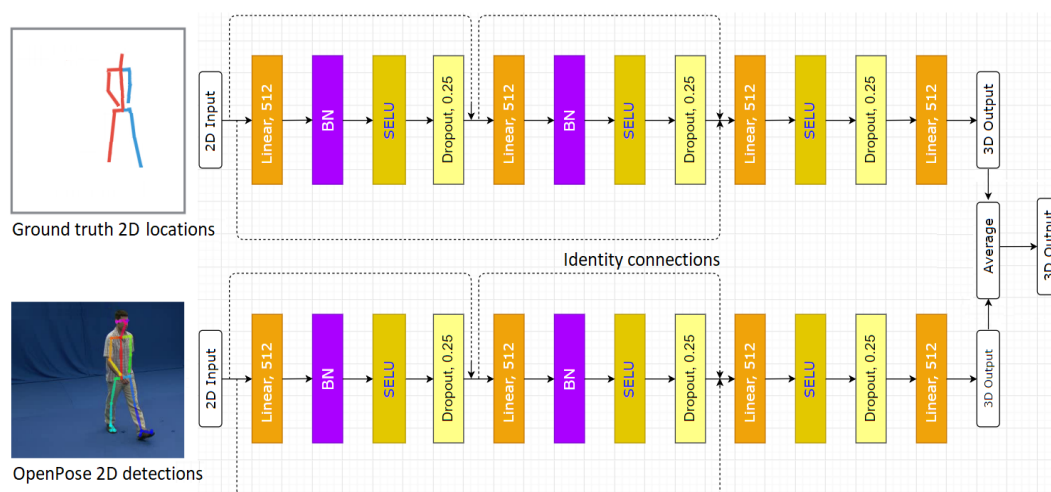 2D Input
Linear, 512
BN
SELU
Dropout, 0.25
Linear, 512
BN
SELU
Dropout, 0.25
Linear, 512
SELU
Dropout, 0.25
Linear, 512
3D Output
Ground truth 2D locations
Average
3D Output
Identity connections
2D Input
Linear, 512
BN
SELU
Dropout, 0.25
Linear, 512
BN
SELU
Dropout, 0.25
Linear, 512
SELU
Dropout, 0.25
Linear, 512
3D Output
OpenPose 2D detections